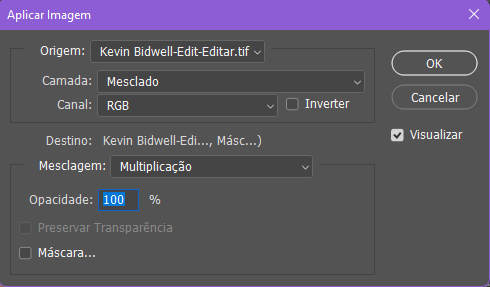 Aplicar Imagem
Origem: Kevin Bidwell-Edit-Editar.tif
OK
Camada: Mesclado
Cancelar
Canal: RGB
Inverter
Visualizar
Destino: Kevin Bidwell-Edi..., Másc...)
Mesclagem: Multiplicação
Opacidade: 100 %
Preservar Transparência
Máscara...